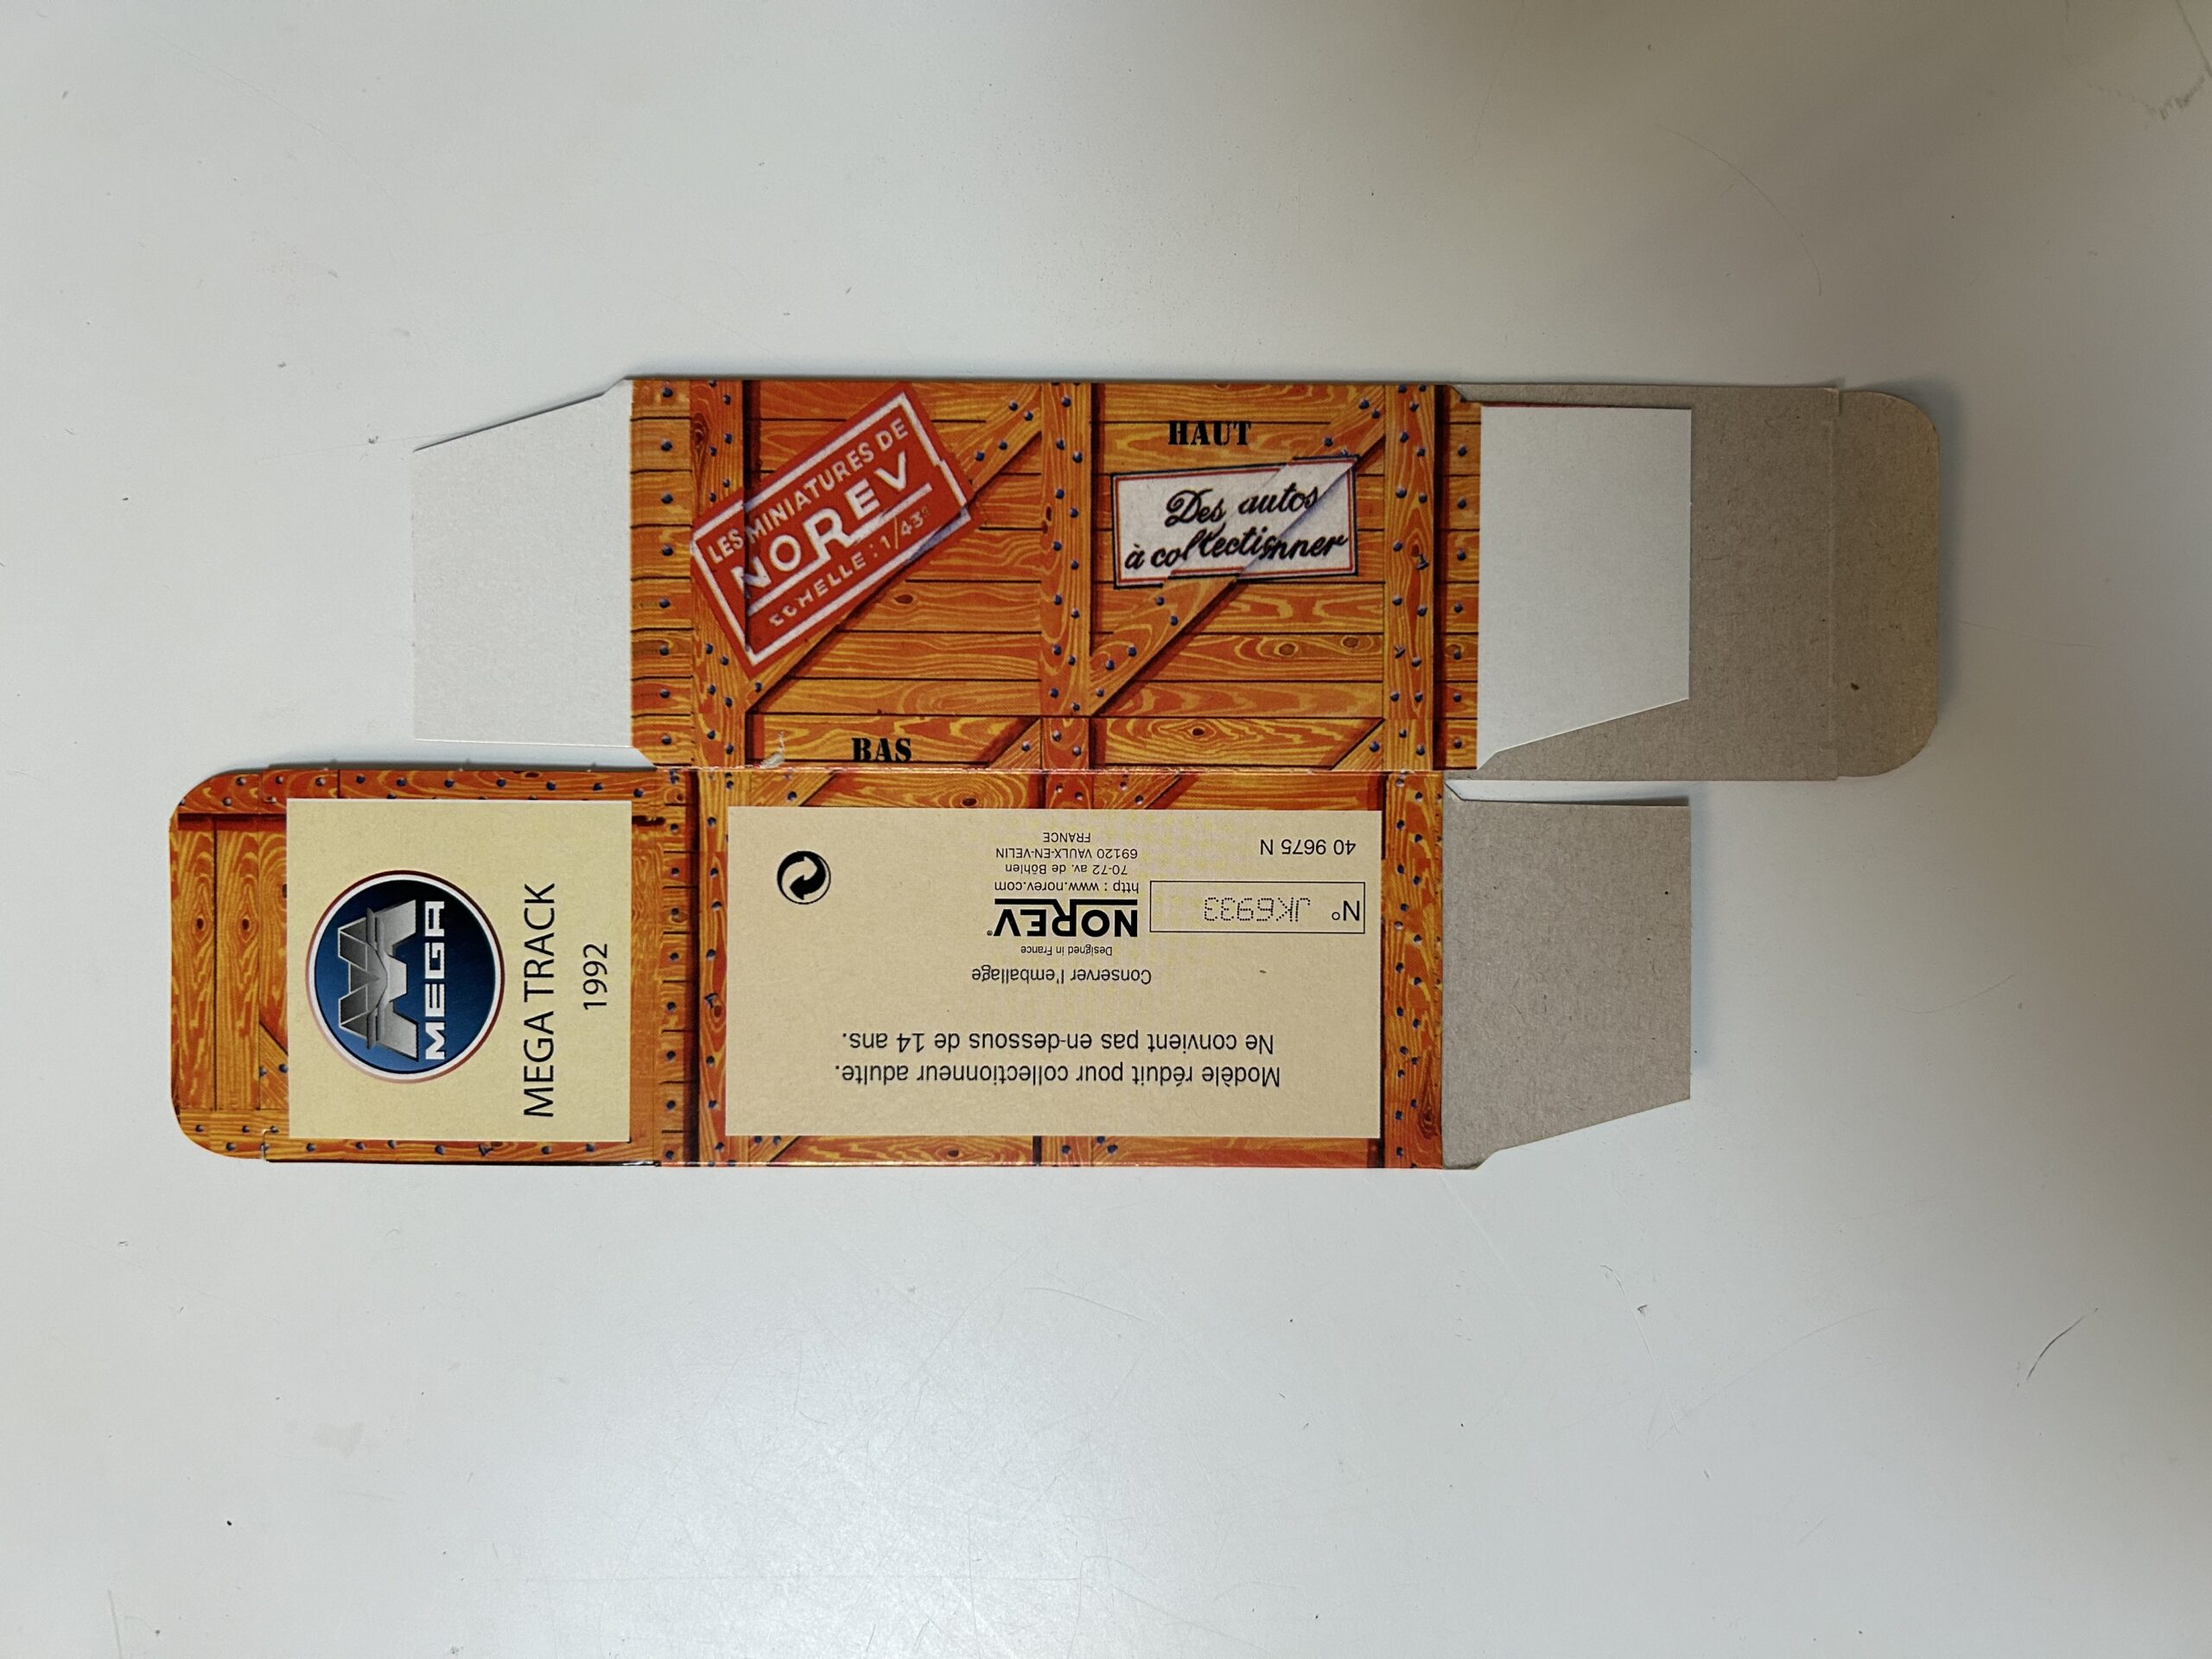 LES MINIATURES DE
NOREV
ECHELLE : 1/43e
HAUT
Des autos
à collectionner
BAS
MEGA
MEGA TRACK
1992
Modèle réduit pour collectionneur adulte.
Ne convient pas en-dessous de 14 ans.
Conserver l'emballage
Designed in France
NOREV®
http : www.norev.com
70-72 av. de Böhlen
69120 VAULX-EN-VELIN
FRANCE
N° JK6933
40 9675 N